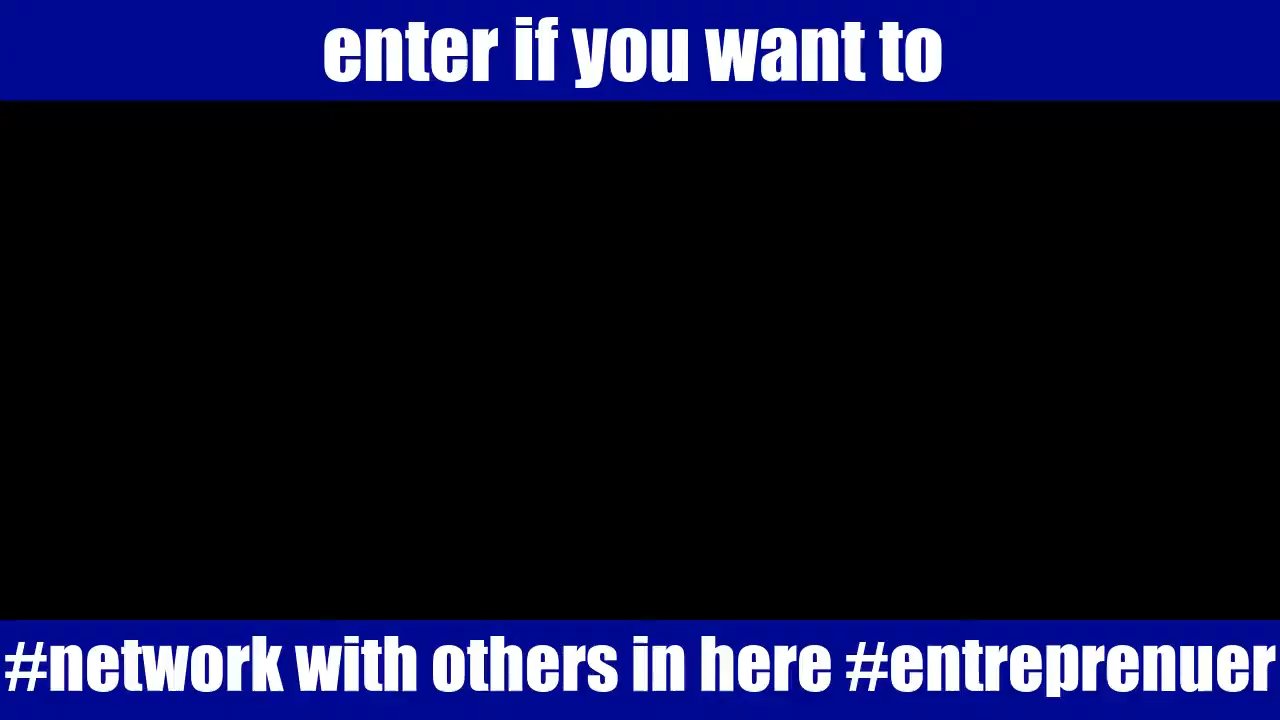 enter if you want to
#network with others in here #entreprenuer